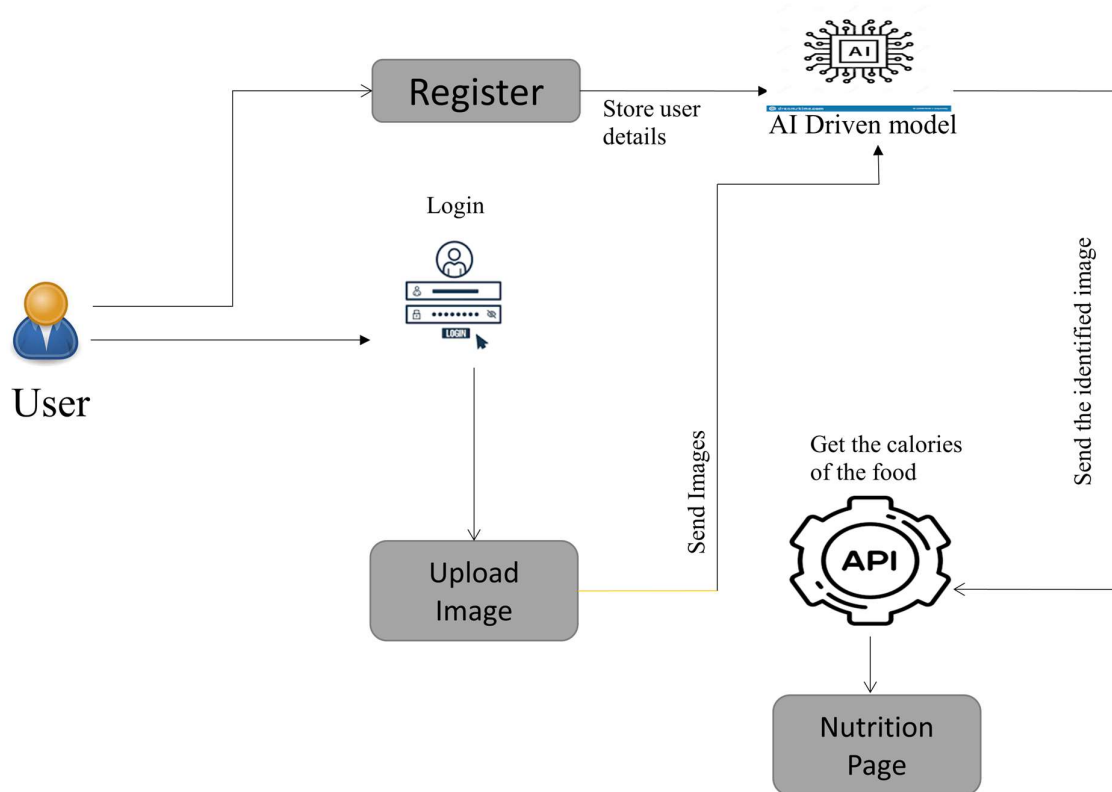 AI
Register
Store user
details
AI Driven model
Login
LOGIN
User
Send the identified image
Send Images
Get the calories
of the food
API
Upload
Image
Nutrition
Page